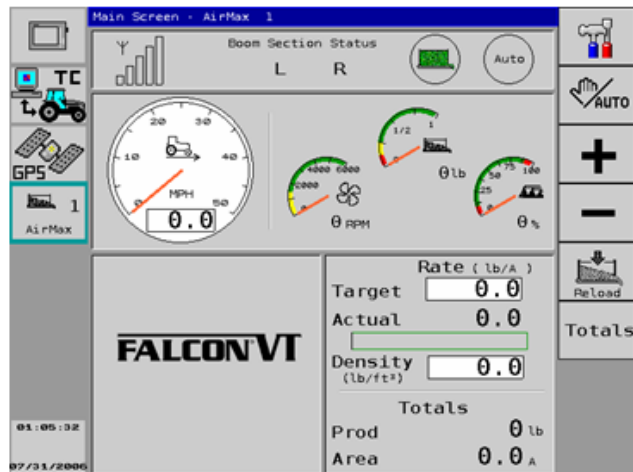 Main Screen - AirMax 1
Boom Section Status
L R
Auto
TC
GPS
1
AirMax
20 30
10 40
0 50
MPH
0.0
2000 4000 6000
0 RPM
0 1/2 1
0 lb
0 25 50 75 100
0 %
AUTO
Reload
Totals
FALCON VT
Rate ( lb/A )
Target 0.0
Actual 0.0
Density 0.0
(lb/ft³)
Totals
Prod 0 lb
Area 0.0 A
01:05:32
07/31/2006